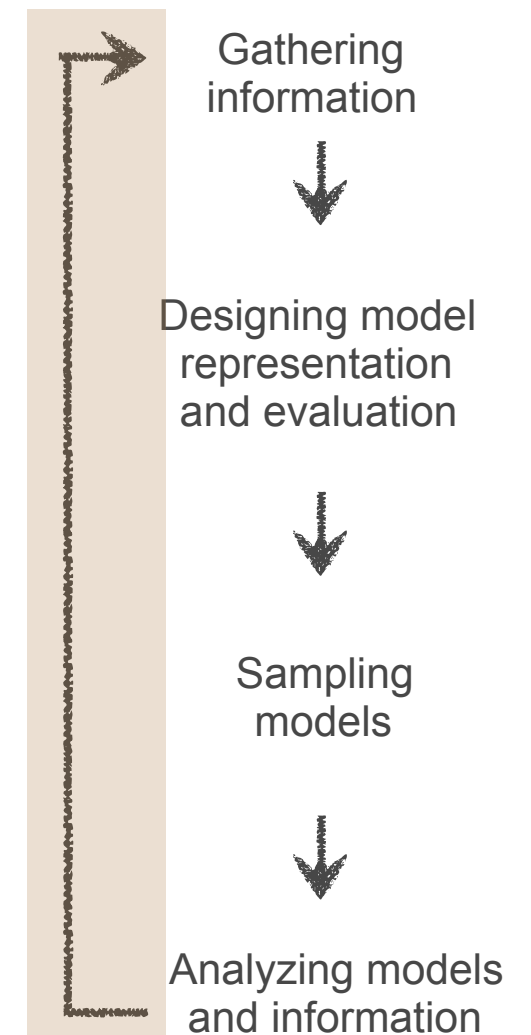 Gathering
information
Designing model
representation
and evaluation
Sampling
models
Analyzing models
and information